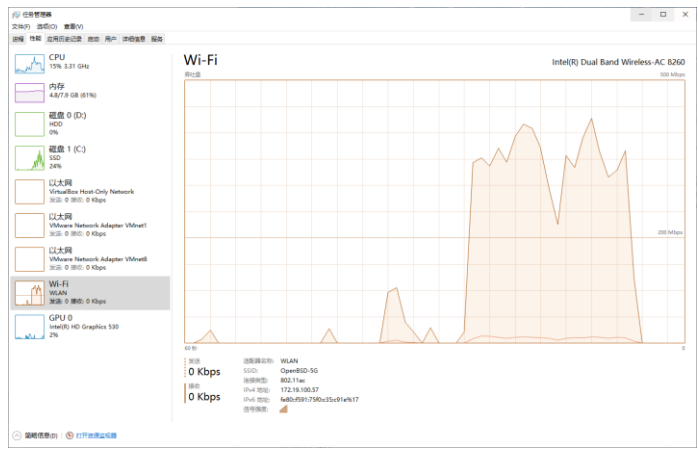 任务管理器
文件(F) 选项(O) 查看(V)
进程 性能 应用历史记录 启动 用户 详细信息 服务
CPU
15% 3.31 GHz
内存
4.8/7.9 GB (61%)
磁盘 0 (D:)
HDD
0%
磁盘 1 (C:)
SSD
24%
以太网
VirtualBox Host-Only Network
发送: 0 接收: 0 Kbps
以太网
VMware Network Adapter VMnet1
发送: 0 接收: 0 Kbps
以太网
VMware Network Adapter VMnet8
发送: 0 接收: 0 Kbps
Wi-Fi
WLAN
发送: 0 接收: 0 Kbps
GPU 0
Intel(R) HD Graphics 530
2%
Wi-Fi
Intel(R) Dual Band Wireless-AC 8260
吞吐量
500 Mbps
200 Mbps
60 秒
0
发送
0 Kbps
接收
0 Kbps
适配器名称: WLAN
SSID: OpenBSD-5G
连接类型: 802.11ac
IPv4 地址: 172.19.100.57
IPv6 地址:
信号强度:
简略信息(D)
打开资源监视器